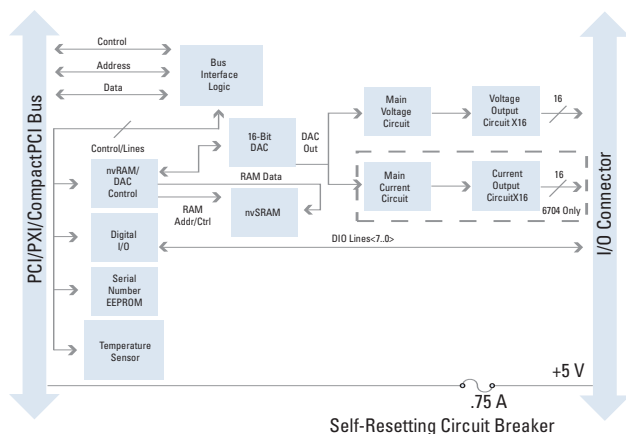 PCI/PXI/CompactPCI Bus
Control
Address
Data
Bus
Interface
Logic
Control/Lines
16-Bit
DAC
DAC
Out
Main
Voltage
Circuit
Voltage
Output
Circuit X16
16
nvRAM/
DAC
Control
RAM Data
RAM
Addr/Ctrl
nvSRAM
Main
Current
Circuit
Current
Output
CircuitX16
16
6704 Only
Digital
I/O
DIO Lines<7..0>
Serial
Number
EEPROM
Temperature
Sensor
I/O Connector
+5 V
.75 A
Self-Resetting Circuit Breaker